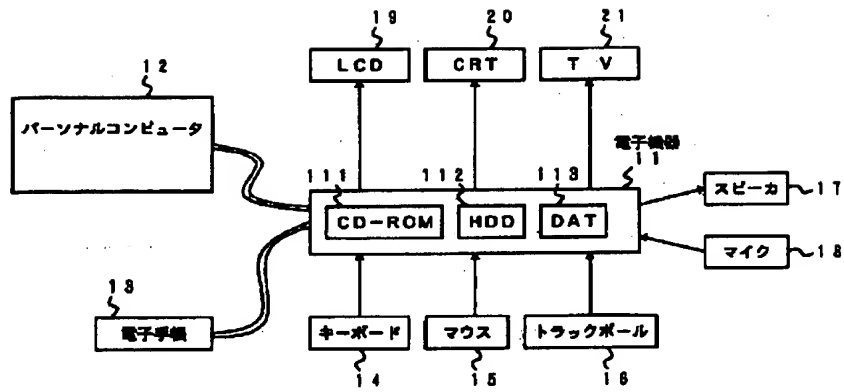 19
20
21
LCD
CRT
TV
12
パーソナルコンピュータ
電子機器
11
111
112
113
CD-ROM
HDD
DAT
スピーカ
17
マイク
18
13
電子手帳
キーボード
マウス
トラックボール
14
15
16